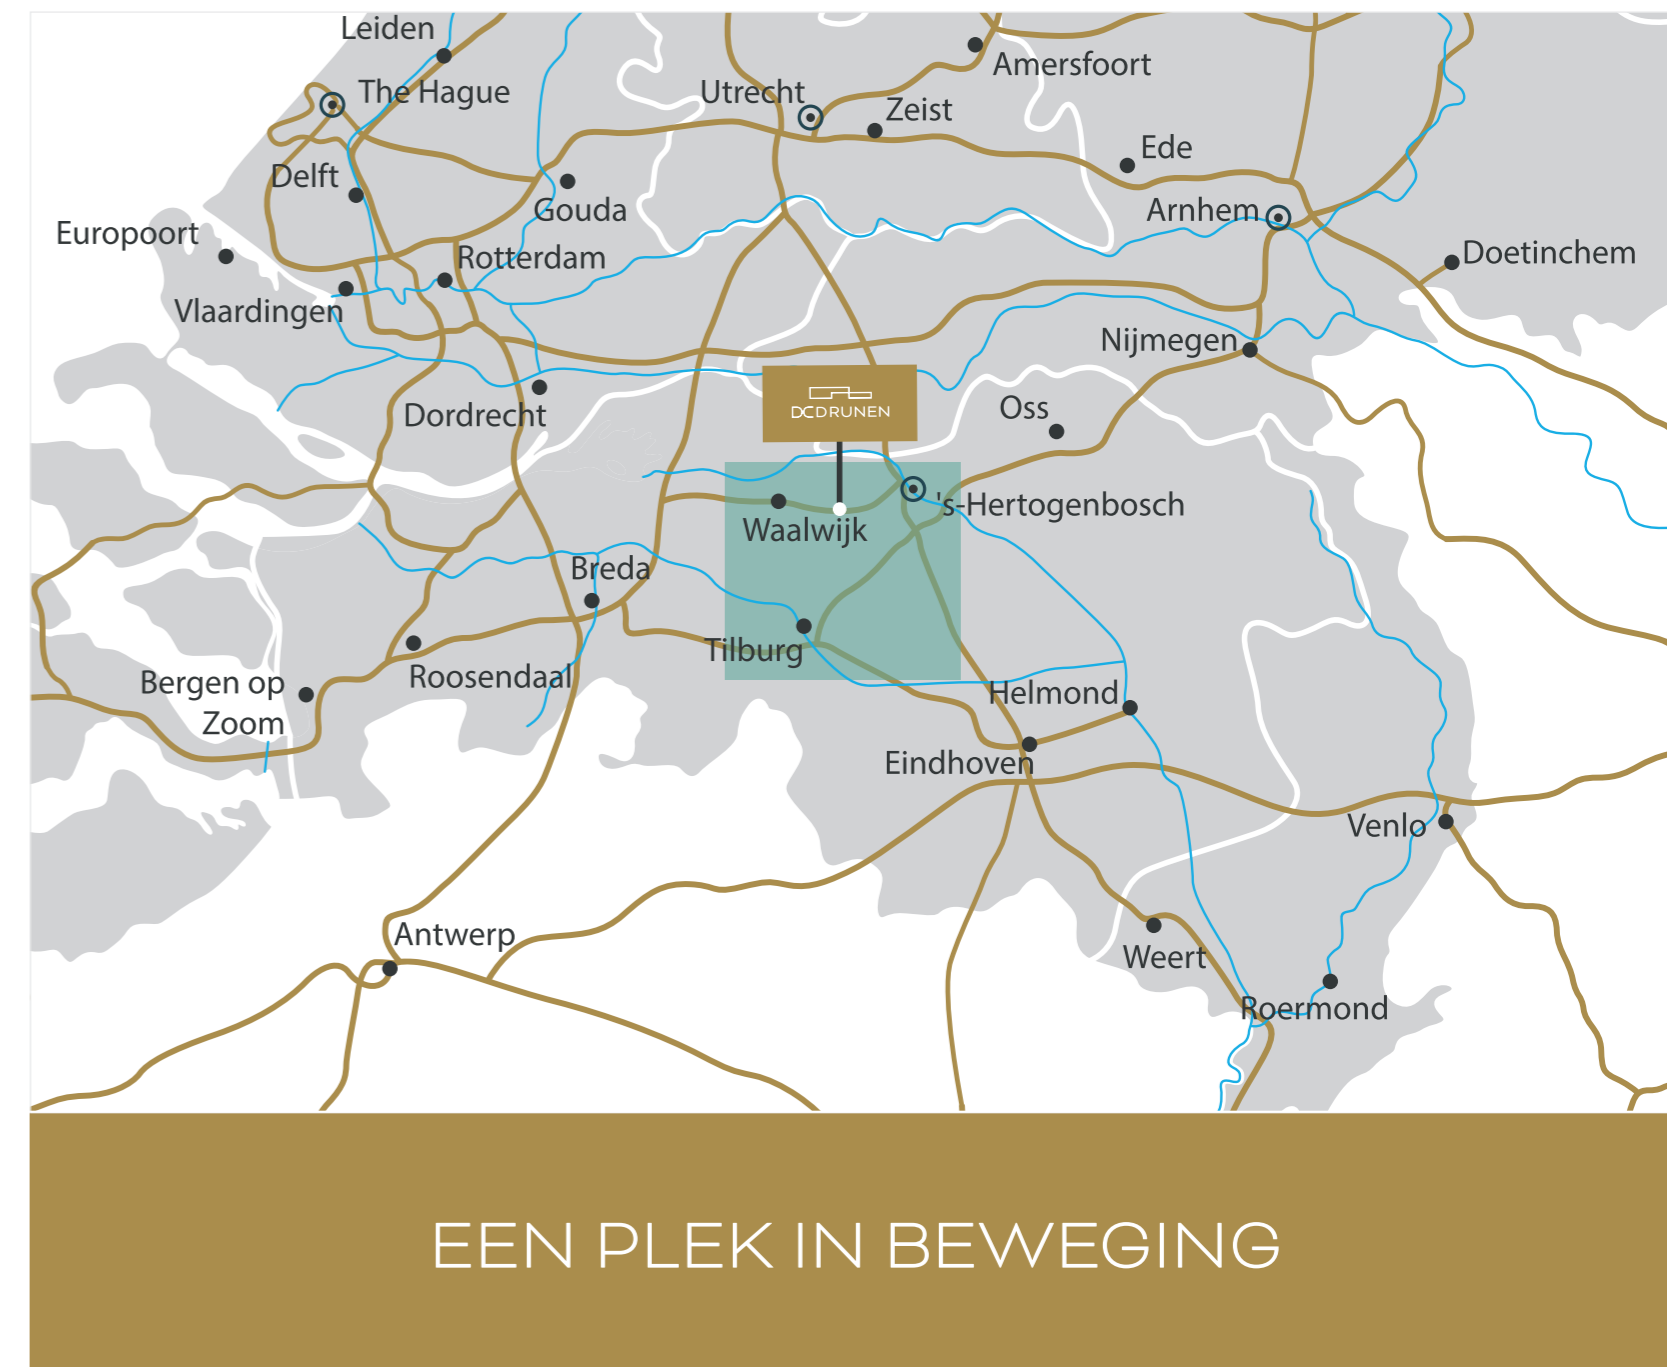 Leiden
Amersfoort
The Hague
Utrecht
Zeist
Ede
Delft
Gouda
Arnhem
Europoort
Rotterdam
Doetinchem
Vlaardingen
Nijmegen
Dordrecht
DCDRUNEN
Oss
's-Hertogenbosch
Waalwijk
Breda
Tilburg
Roosendaal
Bergen op
Zoom
Helmond
Eindhoven
Venlo
Antwerp
Weert
Roermond
EEN PLEK IN BEWEGING